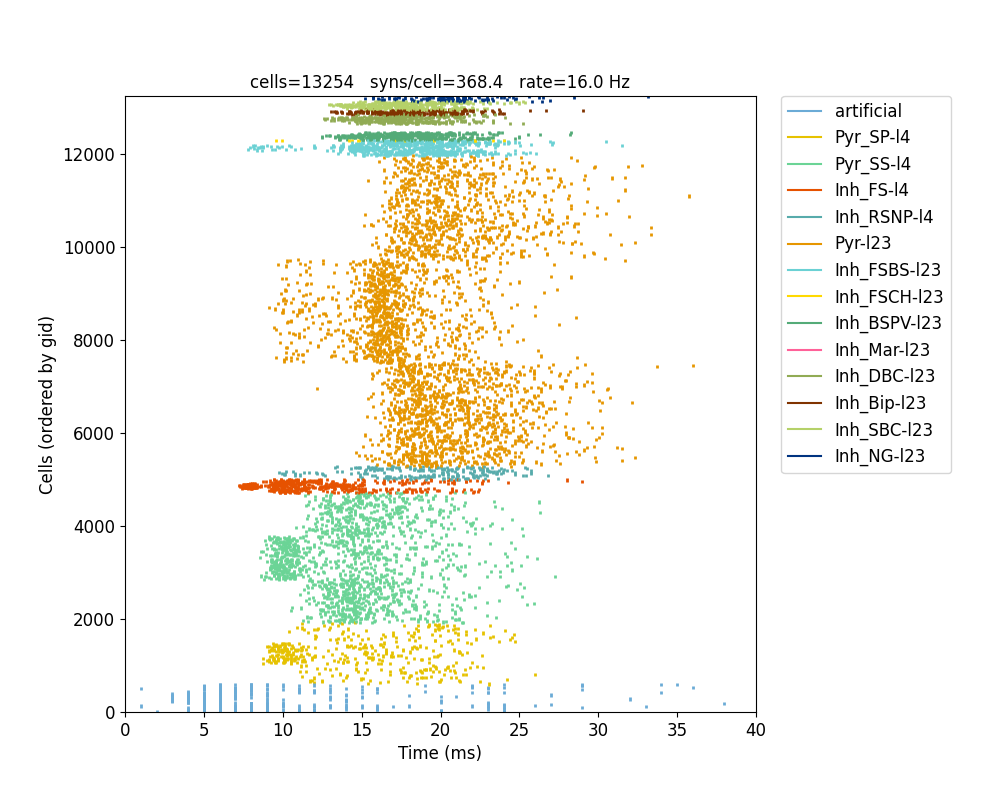 cells=13254 syns/cell=368.4 rate=16.0 Hz
12000
10000
8000
6000
4000
2000
0
Cells (ordered by gid)
0 5 10 15 20 25 30 35 40
Time (ms)
artificial
Pyr_SP-l4
Pyr_SS-l4
Inh_FS-l4
Inh_RSNP-l4
Pyr-l23
Inh_FSBS-l23
Inh_FSCH-l23
Inh_BSPV-l23
Inh_Mar-l23
Inh_DBC-l23
Inh_Bip-l23
Inh_SBC-l23
Inh_NG-l23